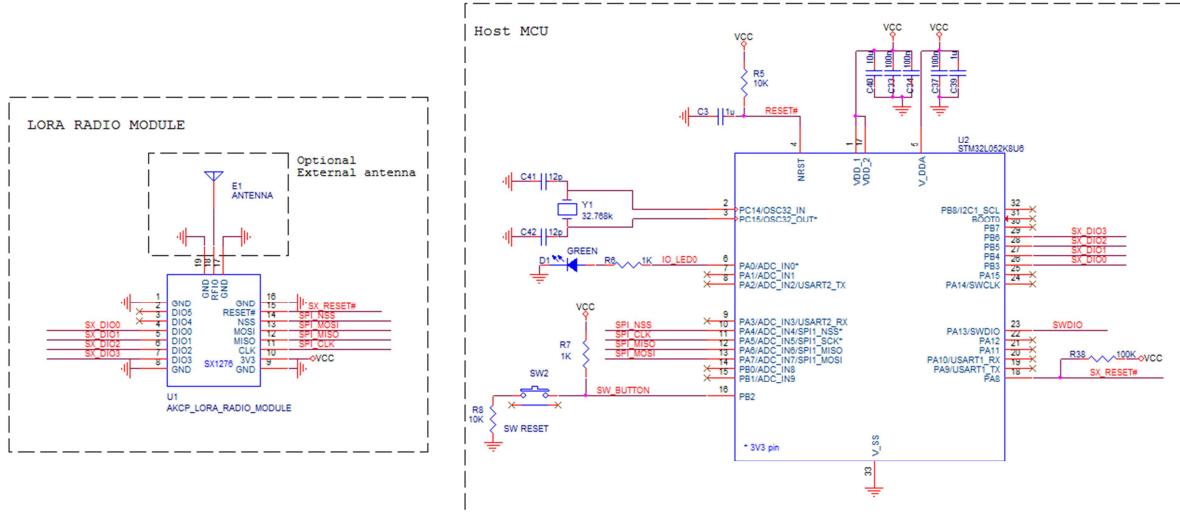 LORA RADIO MODULE
Optional
External antenna
E1
ANTENNA
19
18
17
GND
RFIO
GND
1
2
3
4
5
6
7
8
GND
DIO5
DIO4
DIO0
DIO1
DIO2
DIO3
GND
GND
RESET#
NSS
MOSI
MISO
CLK
3V3
GND
16
15
14
13
12
11
10
9
SX_DIO0
SX_DIO1
SX_DIO2
SX_DIO3
SX_RESET#
SPI_NSS
SPI_MOSI
SPI_MISO
SPI_CLK
VCC
SX1276
U1
AKCP_LORA_RADIO_MODULE
Host MCU
VCC
R5
10K
C3
1u
RESET#
VCC
VCC
C40
10u
C33
100n
C34
100n
C37
100n
C39
1u
4
1
17
5
NRST
VDD_1
VDD_2
V_DDA
U2
STM32L052K8U6
C41
12p
Y1
32.768k
C42
12p
D1
GREEN
R6
1K
IO_LED0
VCC
R7
1K
SPI_NSS
SPI_CLK
SPI_MISO
SPI_MOSI
SW2
SW_BUTTON
R8
10K
SW RESET
2
3
6
7
8
9
10
11
12
13
14
15
16
PC14/OSC32_IN
PC15/OSC32_OUT*
PA0/ADC_IN0*
PA1/ADC_IN1
PA2/ADC_IN2/USART2_TX
PA3/ADC_IN3/USART2_RX
PA4/ADC_IN4/SPI1_NSS*
PA5/ADC_IN5/SPI1_SCK*
PA6/ADC_IN6/SPI1_MISO
PA7/ADC_IN7/SPI1_MOSI
PB0/ADC_IN8
PB1/ADC_IN9
PB2
* 3V3 pin
V_SS
33
PB8/I2C1_SCL
BOOT0
PB7
PB6
PB5
PB4
PB3
PA15
PA14/SWCLK
PA13/SWDIO
PA12
PA11
PA10/USART1_RX
PA9/USART1_TX
PA8
32
31
30
29
28
27
26
25
24
23
22
21
20
19
18
SX_DIO3
SX_DIO2
SX_DIO1
SX_DIO0
SWDIO
R38
100K
VCC
SX_RESET#